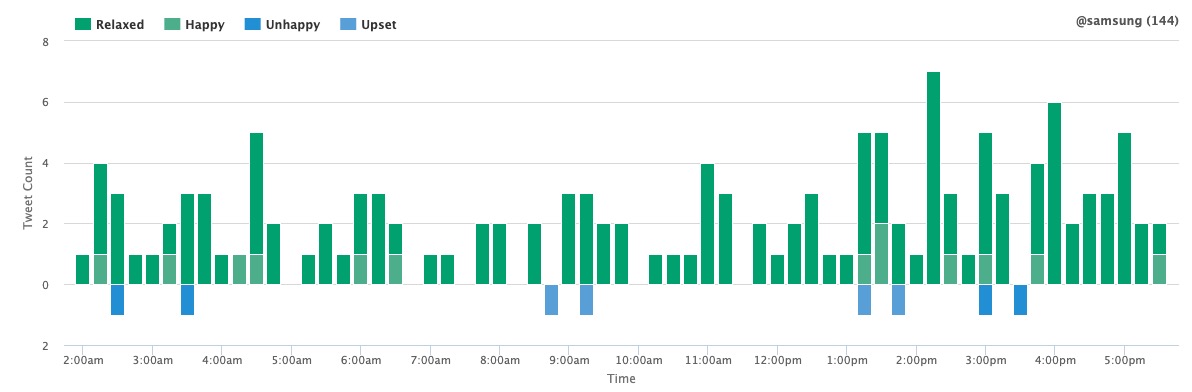 Relaxed Happy Unhappy Upset
@samsung (144)
8
6
4
2
0
2
Tweet Count
2:00am 3:00am 4:00am 5:00am 6:00am 7:00am 8:00am 9:00am 10:00am 11:00am 12:00pm 1:00pm 2:00pm 3:00pm 4:00pm 5:00pm
Time